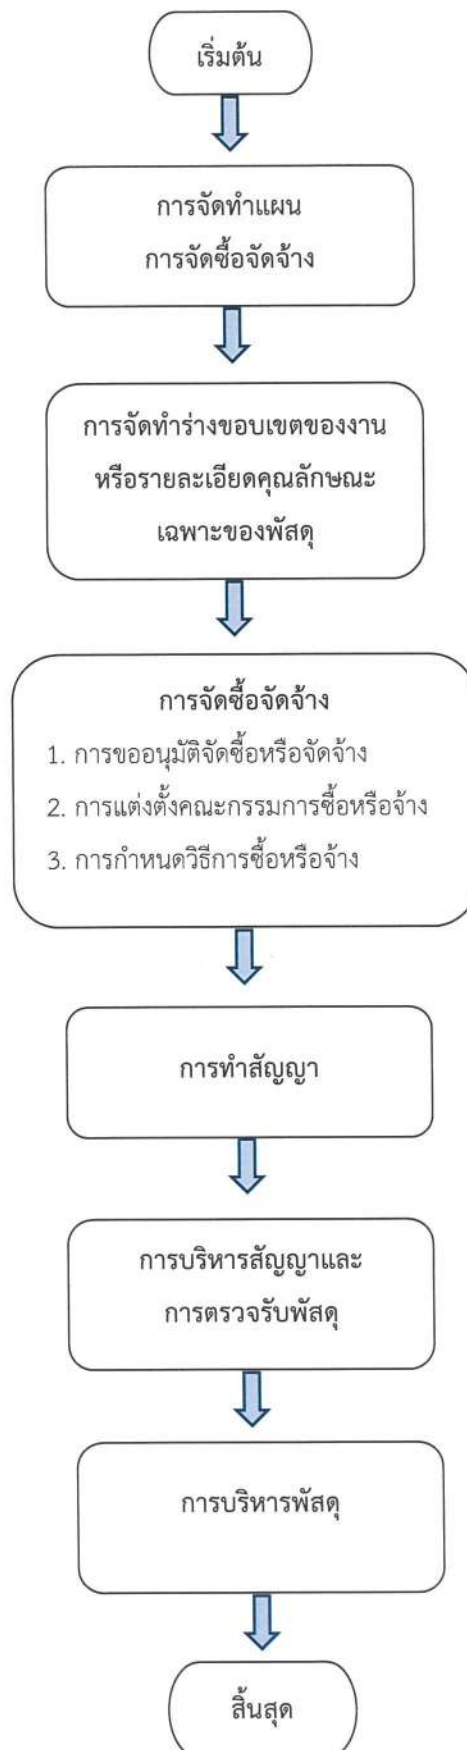 เริ่มต้น
การจัดทำแผน
การจัดซื้อจัดจ้าง
การจัดทำร่างขอบเขตของงาน
หรือรายละเอียดคุณลักษณะ
เฉพาะของพัสดุ
การจัดซื้อจัดจ้าง
1. การขออนุมัติจัดซื้อหรือจัดจ้าง
2. การแต่งตั้งคณะกรรมการซื้อหรือจ้าง
3. การกำหนดวิธีการซื้อหรือจ้าง
การทำสัญญา
การบริหารสัญญาและ
การตรวจรับพัสดุ
การบริหารพัสดุ
สิ้นสุด